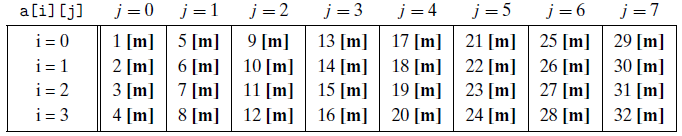 a[i][j] j = 0 j = 1 j = 2 j = 3 j = 4 j = 5 j = 6 j = 7
i = 0 1 [m] 5 [m] 9 [m] 13 [m] 17 [m] 21 [m] 25 [m] 29 [m]
i = 1 2 [m] 6 [m] 10 [m] 14 [m] 18 [m] 22 [m] 26 [m] 30 [m]
i = 2 3 [m] 7 [m] 11 [m] 15 [m] 19 [m] 23 [m] 27 [m] 31 [m]
i = 3 4 [m] 8 [m] 12 [m] 16 [m] 20 [m] 24 [m] 28 [m] 32 [m]